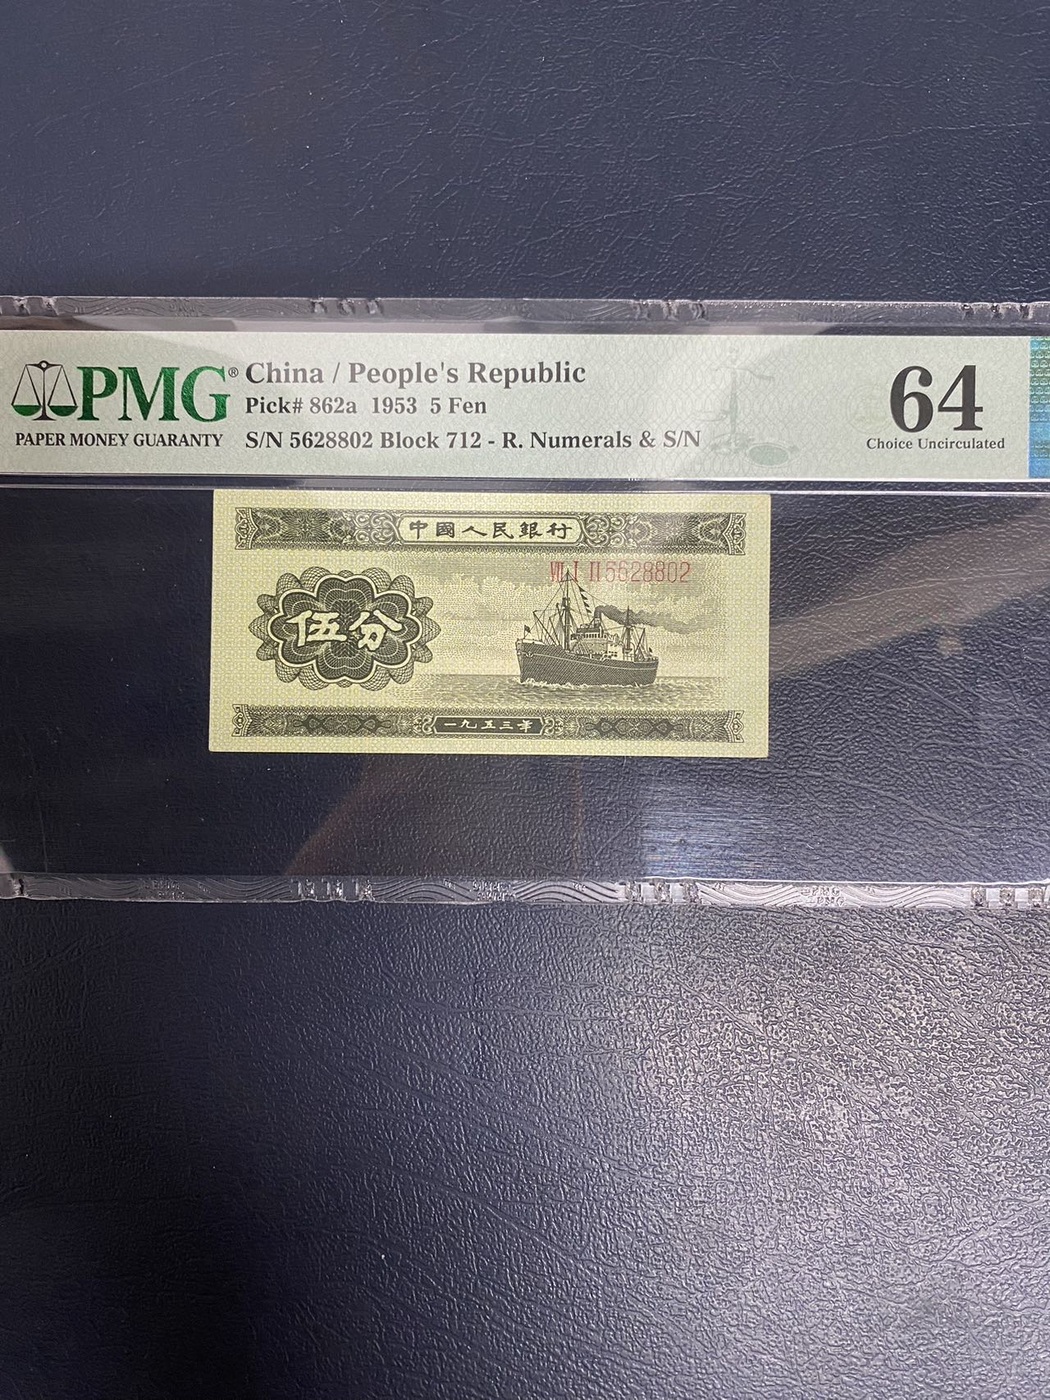 PMG®
PAPER MONEY GUARANTY
China / People's Republic
Pick# 862a 1953 5 Fen
S/N 5628802 Block 712 - R. Numerals & S/N
64
Choice Uncirculated
中國人民銀行
VII I II 5628802
伍分
一九五三年